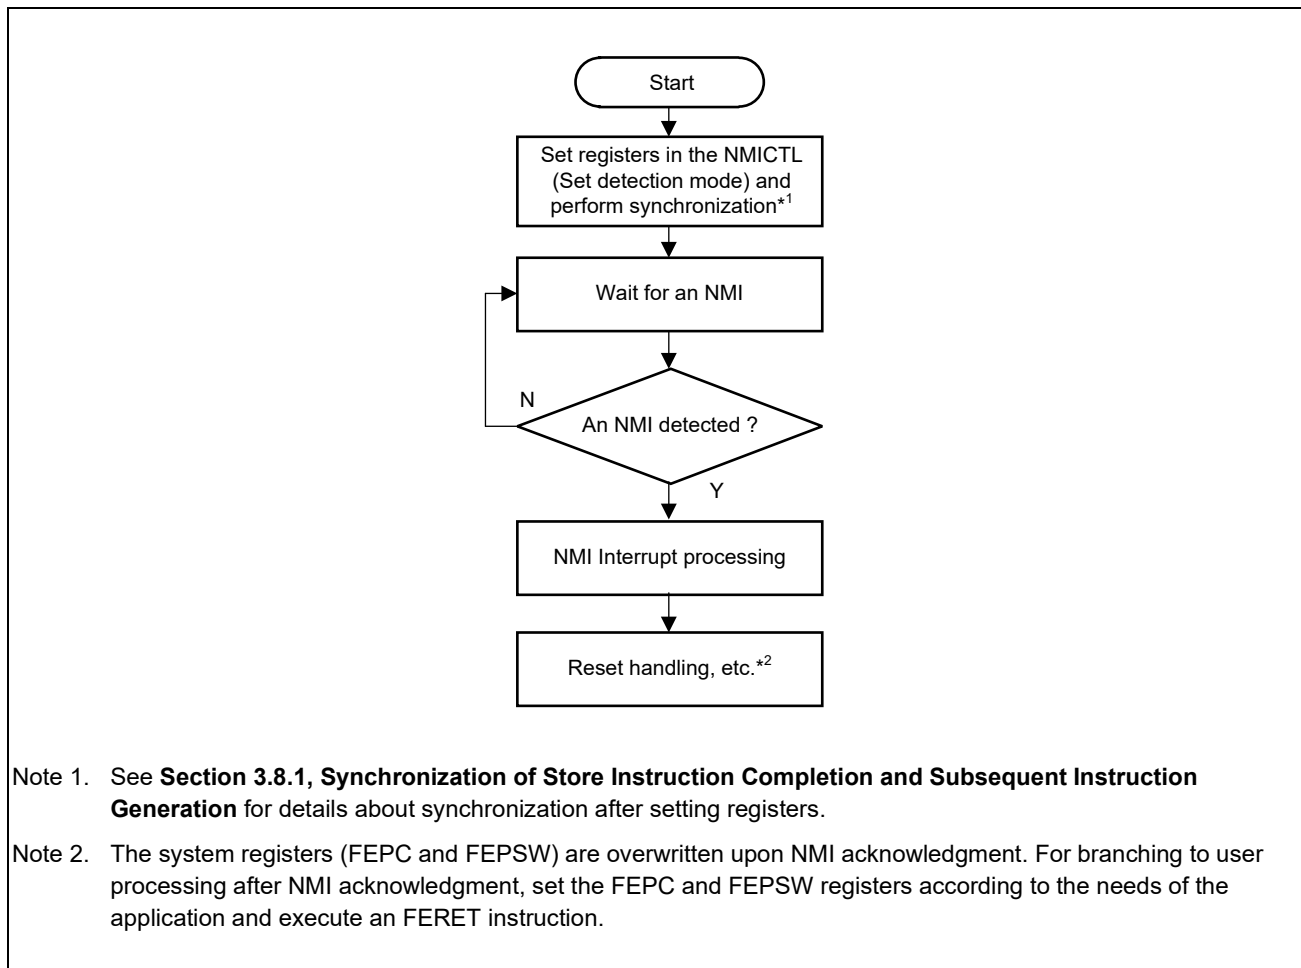 Start
Set registers in the NMICTL
(Set detection mode) and
perform synchronization*1
Wait for an NMI
N
An NMI detected ?
Y
NMI Interrupt processing
Reset handling, etc.*2
Note 1. See Section 3.8.1, Synchronization of Store Instruction Completion and Subsequent Instruction
Generation for details about synchronization after setting registers.
Note 2. The system registers (FEPC and FEPSW) are overwritten upon NMI acknowledgment. For branching to user
processing after NMI acknowledgment, set the FEPC and FEPSW registers according to the needs of the
application and execute an FERET instruction.